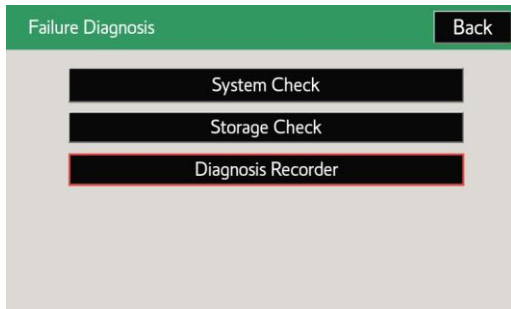 Failure Diagnosis
Back
System Check
Storage Check
Diagnosis Recorder